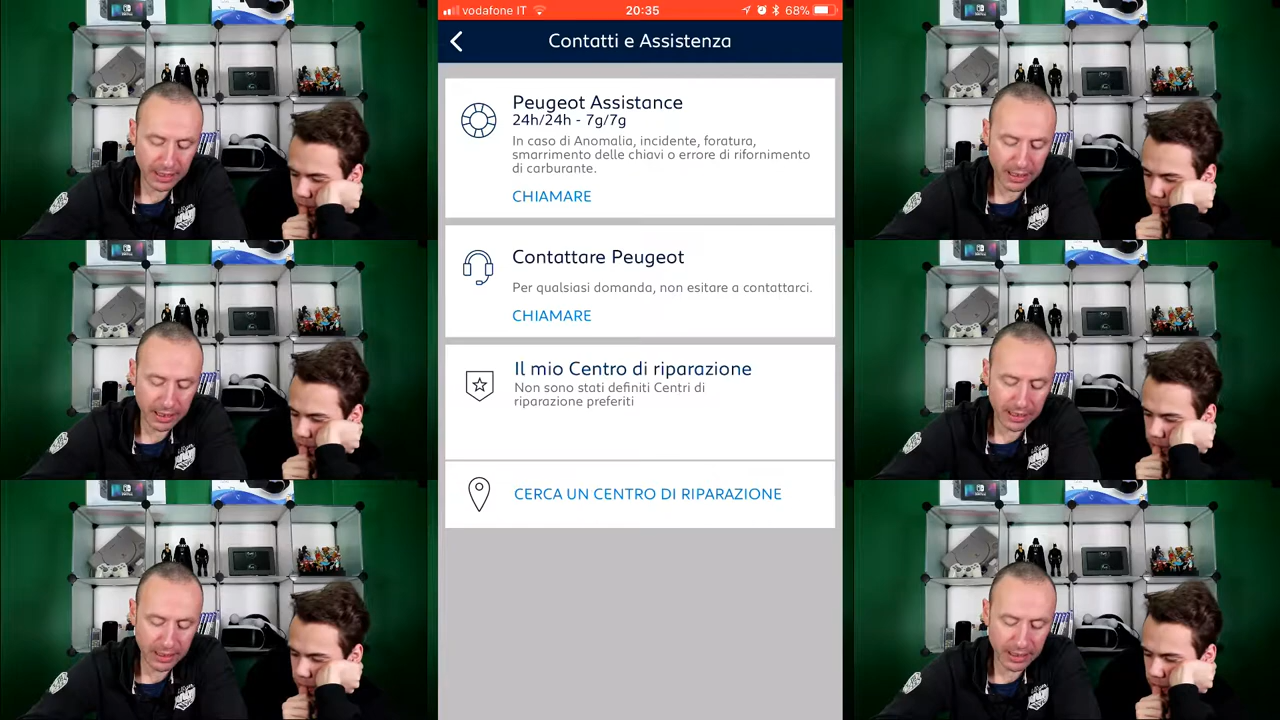 vodafone IT
20:35
68%
Contatti e Assistenza
Peugeot Assistance
24h/24h - 7g/7g
In caso di Anomalia, incidente, foratura,
smarrimento delle chiavi o errore di rifornimento
di carburante.
CHIAMARE
Contattare Peugeot
Per qualsiasi domanda, non esitare a contattarci.
CHIAMARE
Il mio Centro di riparazione
Non sono stati definiti Centri di
riparazione preferiti
CERCA UN CENTRO DI RIPARAZIONE